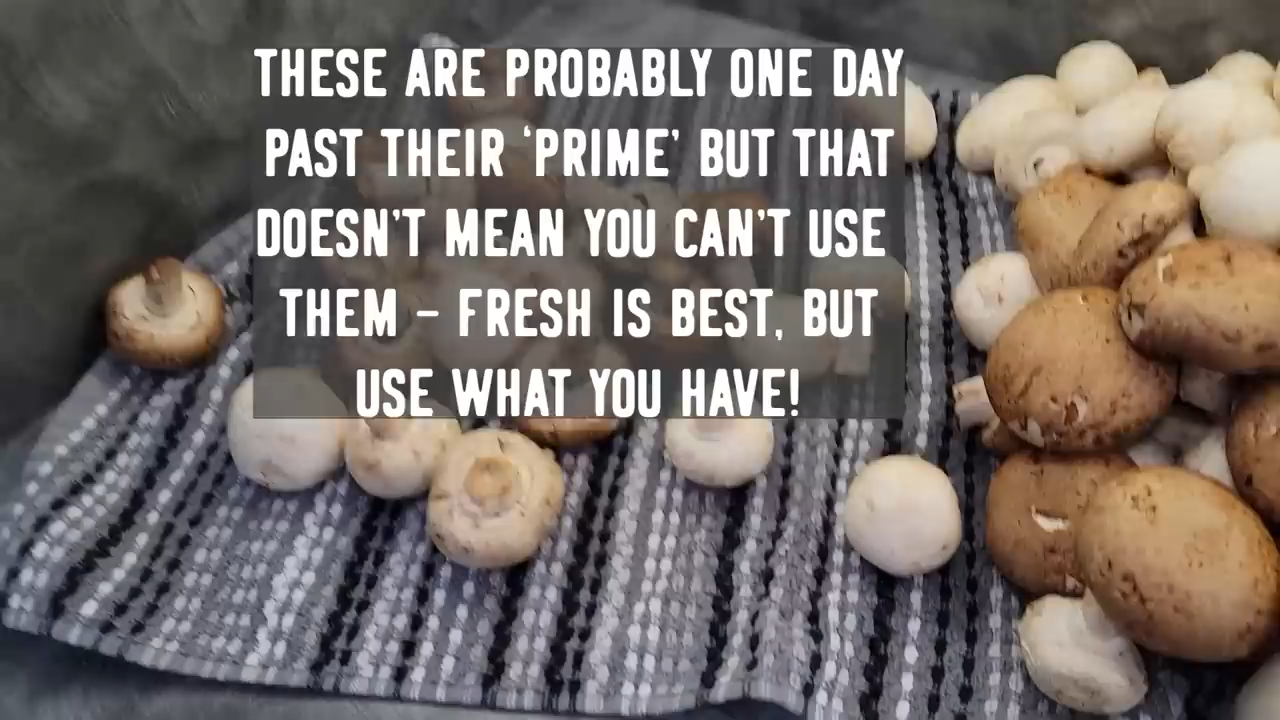 THESE ARE PROBABLY ONE DAY
PAST THEIR ‘PRIME’ BUT THAT
DOESN’T MEAN YOU CAN’T USE
THEM – FRESH IS BEST, BUT
USE WHAT YOU HAVE!